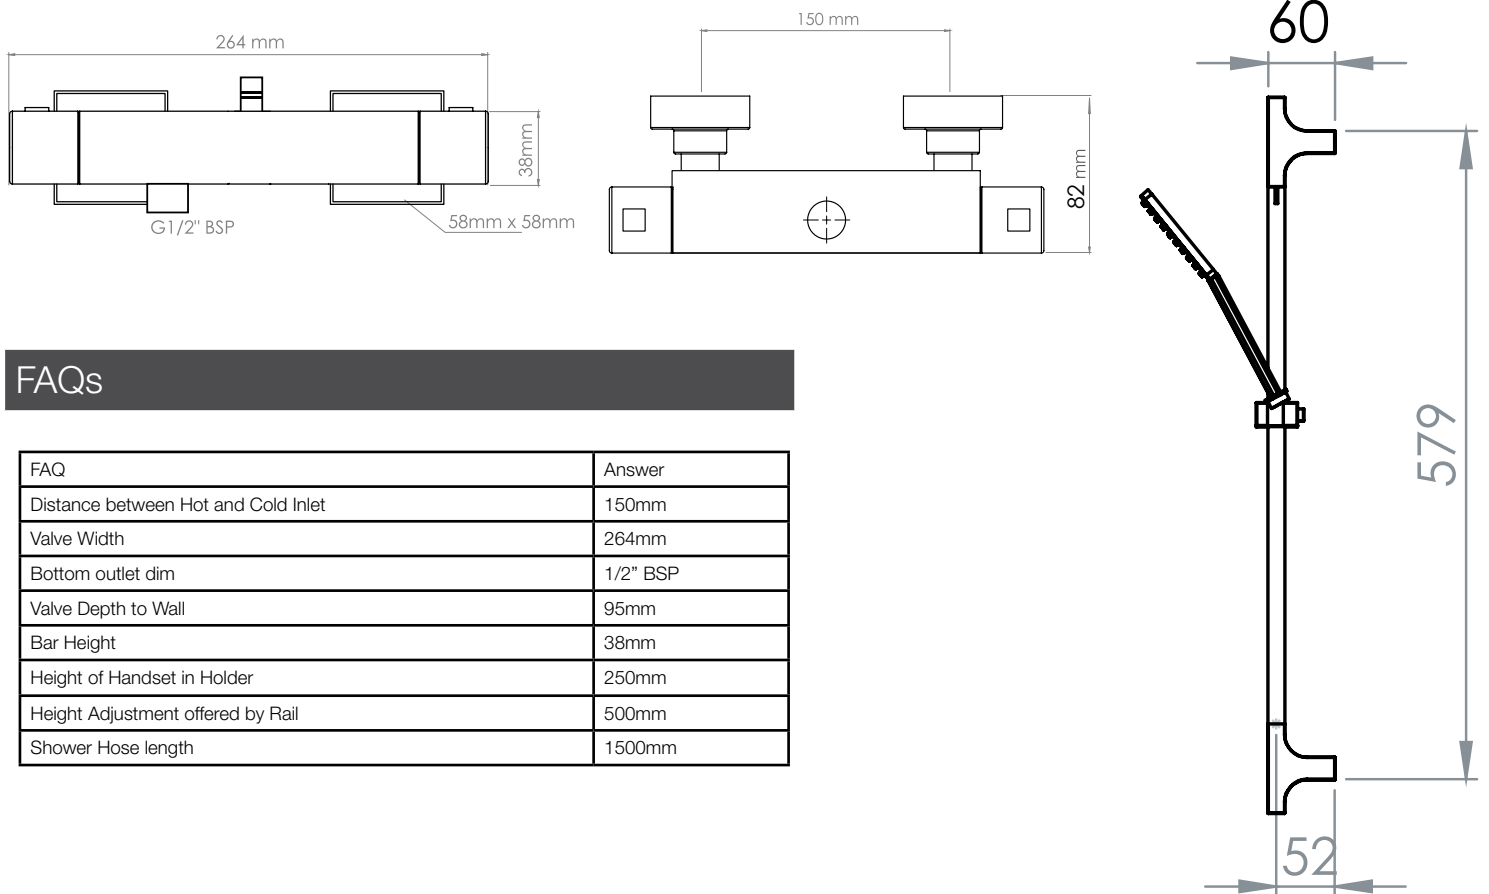 264 mm
38mm
G1/2" BSP
58mm x 58mm
150 mm
82 mm
60
579
52
FAQs
FAQ Answer
Distance between Hot and Cold Inlet 150mm
Valve Width 264mm
Bottom outlet dim 1/2” BSP
Valve Depth to Wall 95mm
Bar Height 38mm
Height of Handset in Holder 250mm
Height Adjustment offered by Rail 500mm
Shower Hose length 1500mm